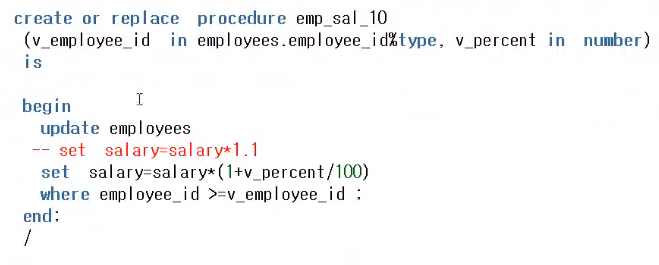 create or replace procedure emp_sal_10
(v_employee_id in employees.employee_id%type, v_percent in number)
is
begin
update employees
-- set salary=salary*1.1
set salary=salary*(1+v_percent/100)
where employee_id >=v_employee_id ;
end;
/